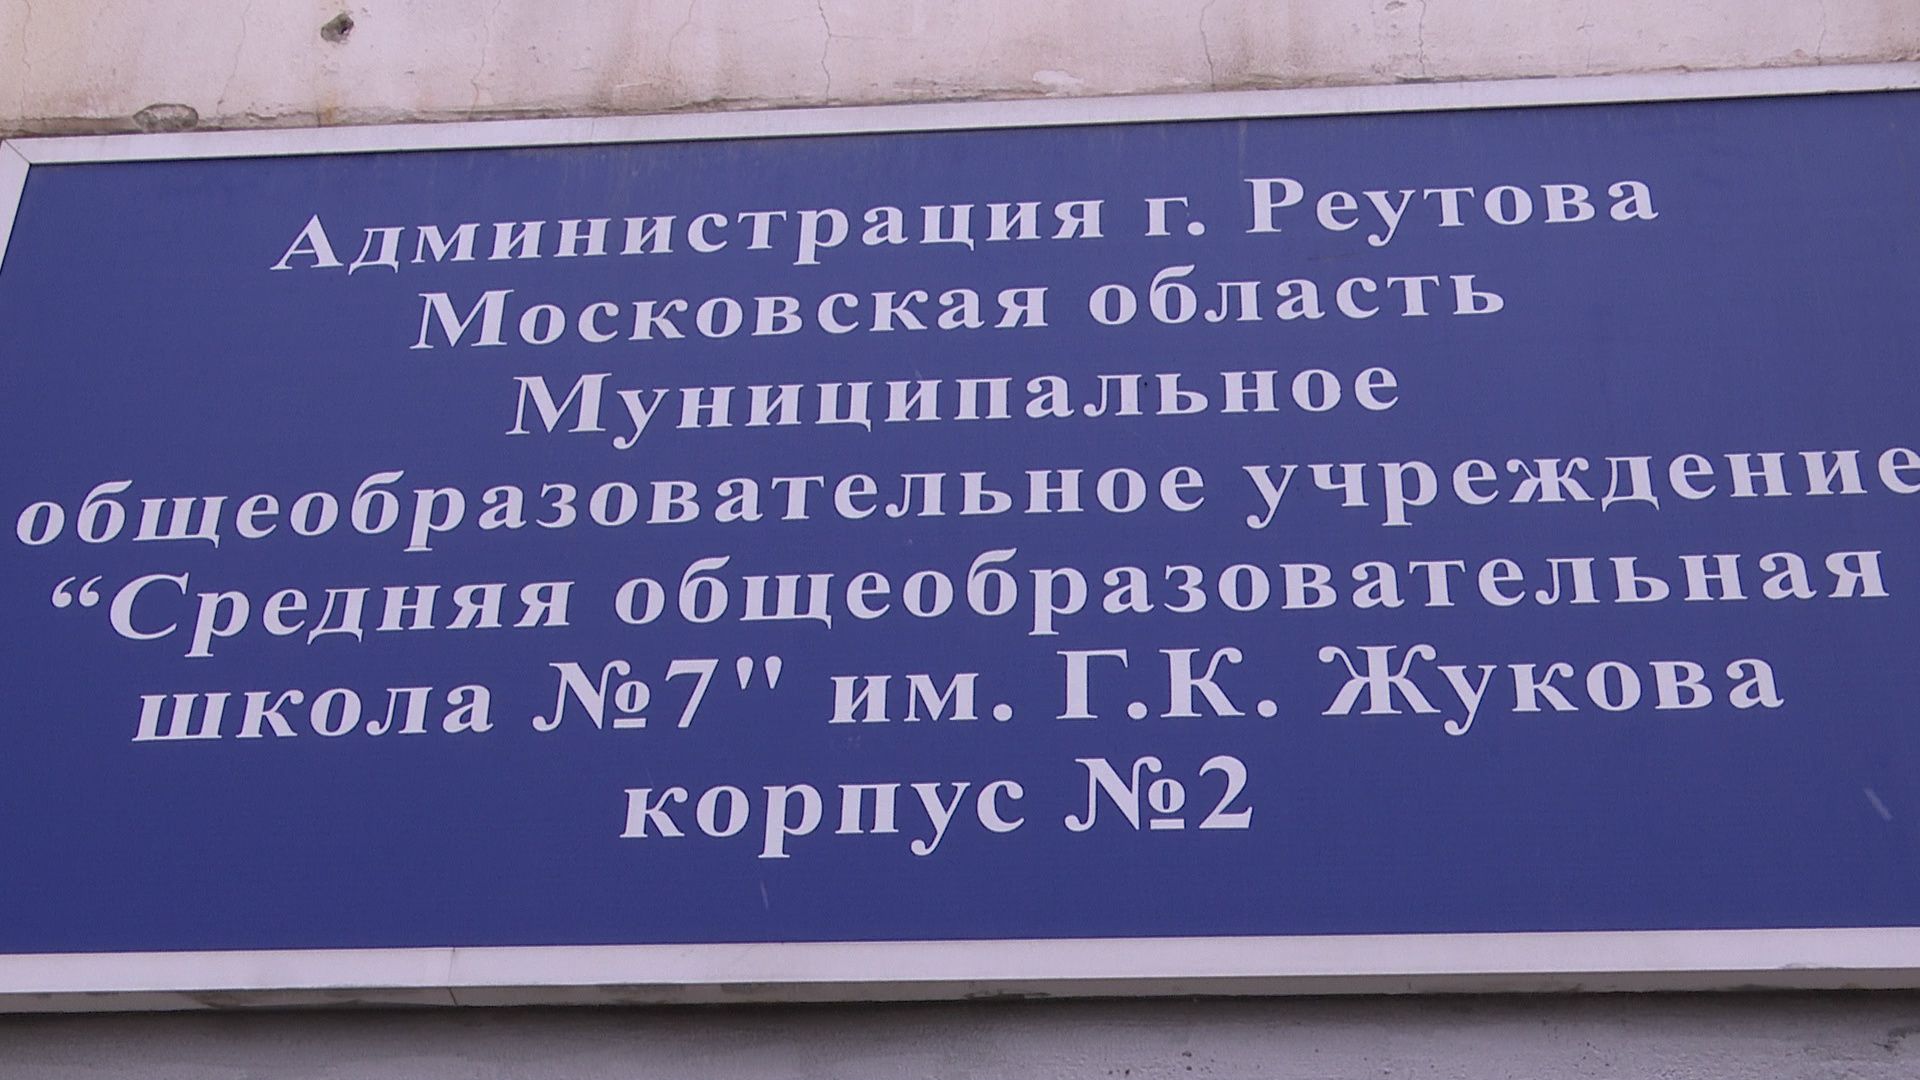 Администрация г. Реутова
Московская область
Муниципальное
общеобразовательное учреждение
“Средняя общеобразовательная
школа №7" им. Г.К. Жукова
корпус №2